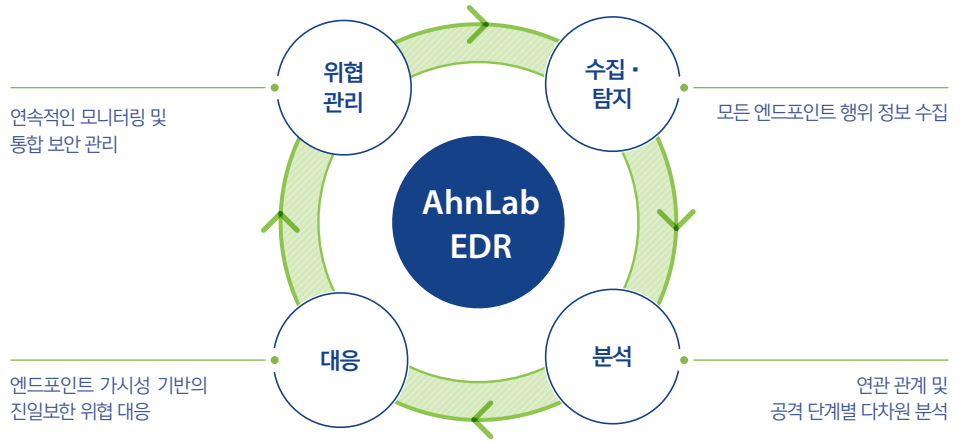 위협
관리
수집·
탐지
연속적인 모니터링 및
통합 보안 관리
모든 엔드포인트 행위 정보 수집
AhnLab
EDR
대응
분석
엔드포인트 가시성 기반의
진일보한 위협 대응
연관 관계 및
공격 단계별 다차원 분석